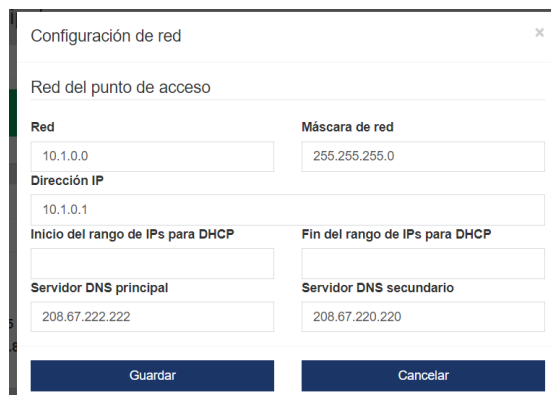 Configuración de red ×
Red del punto de acceso
Red Máscara de red
10.1.0.0 255.255.255.0
Dirección IP
10.1.0.1
Inicio del rango de IPs para DHCP Fin del rango de IPs para DHCP
Servidor DNS principal Servidor DNS secundario
208.67.222.222 208.67.220.220
Guardar Cancelar